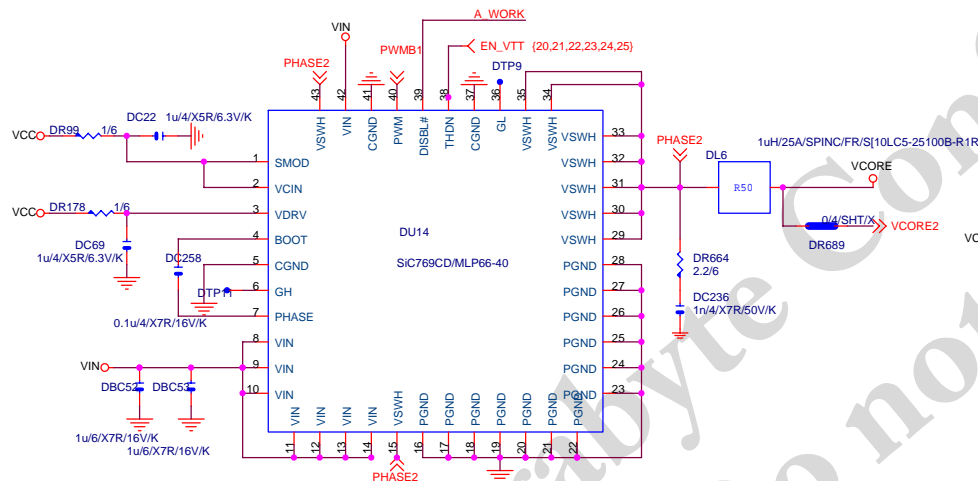 A_WORK
VIN
EN_VTT {20,21,22,23,24,25}
PHASE2
PWMB1
DTP9
43 42 41 40 39 38 37 36 35 34
VSWH VIN CGND PWM DISBL# THDN CGND GL VSWH VSWH
VCC DR99 1/6 DC22 1u/4/X5R/6.3V/K
1 SMOD
2 VCIN
VCC DR178 1/6
3 VDRV
DC69
1u/4/X5R/6.3V/K
4 BOOT
DC258
5 CGND
DTP11
6 GH
7 PHASE
0.1u/4/X7R/16V/K
8 VIN
VIN
9 VIN
10 VIN
DBC52 DBC53
1u/6/X7R/16V/K
1u/6/X7R/16V/K
DU14
SiC769CD/MLP66-40
VSWH 33
VSWH 32
VSWH 31
VSWH 30
VSWH 29
PGND 28
PGND 27
PGND 26
PGND 25
PGND 24
PGND 23
VIN VIN VIN VIN VSWH PGND PGND PGND PGND PGND PGND PGND
11 12 13 14 15 16 17 18 19 20 21 22
PHASE2
PHASE2
1uH/25A/SPINC/FR/S[10LC5-25100B-R1R
DL6
R50
VCORE
0/4/SHT/X
DR689
VCORE2
DR664
2.2/6
DC236
1n/4/X7R/50V/K